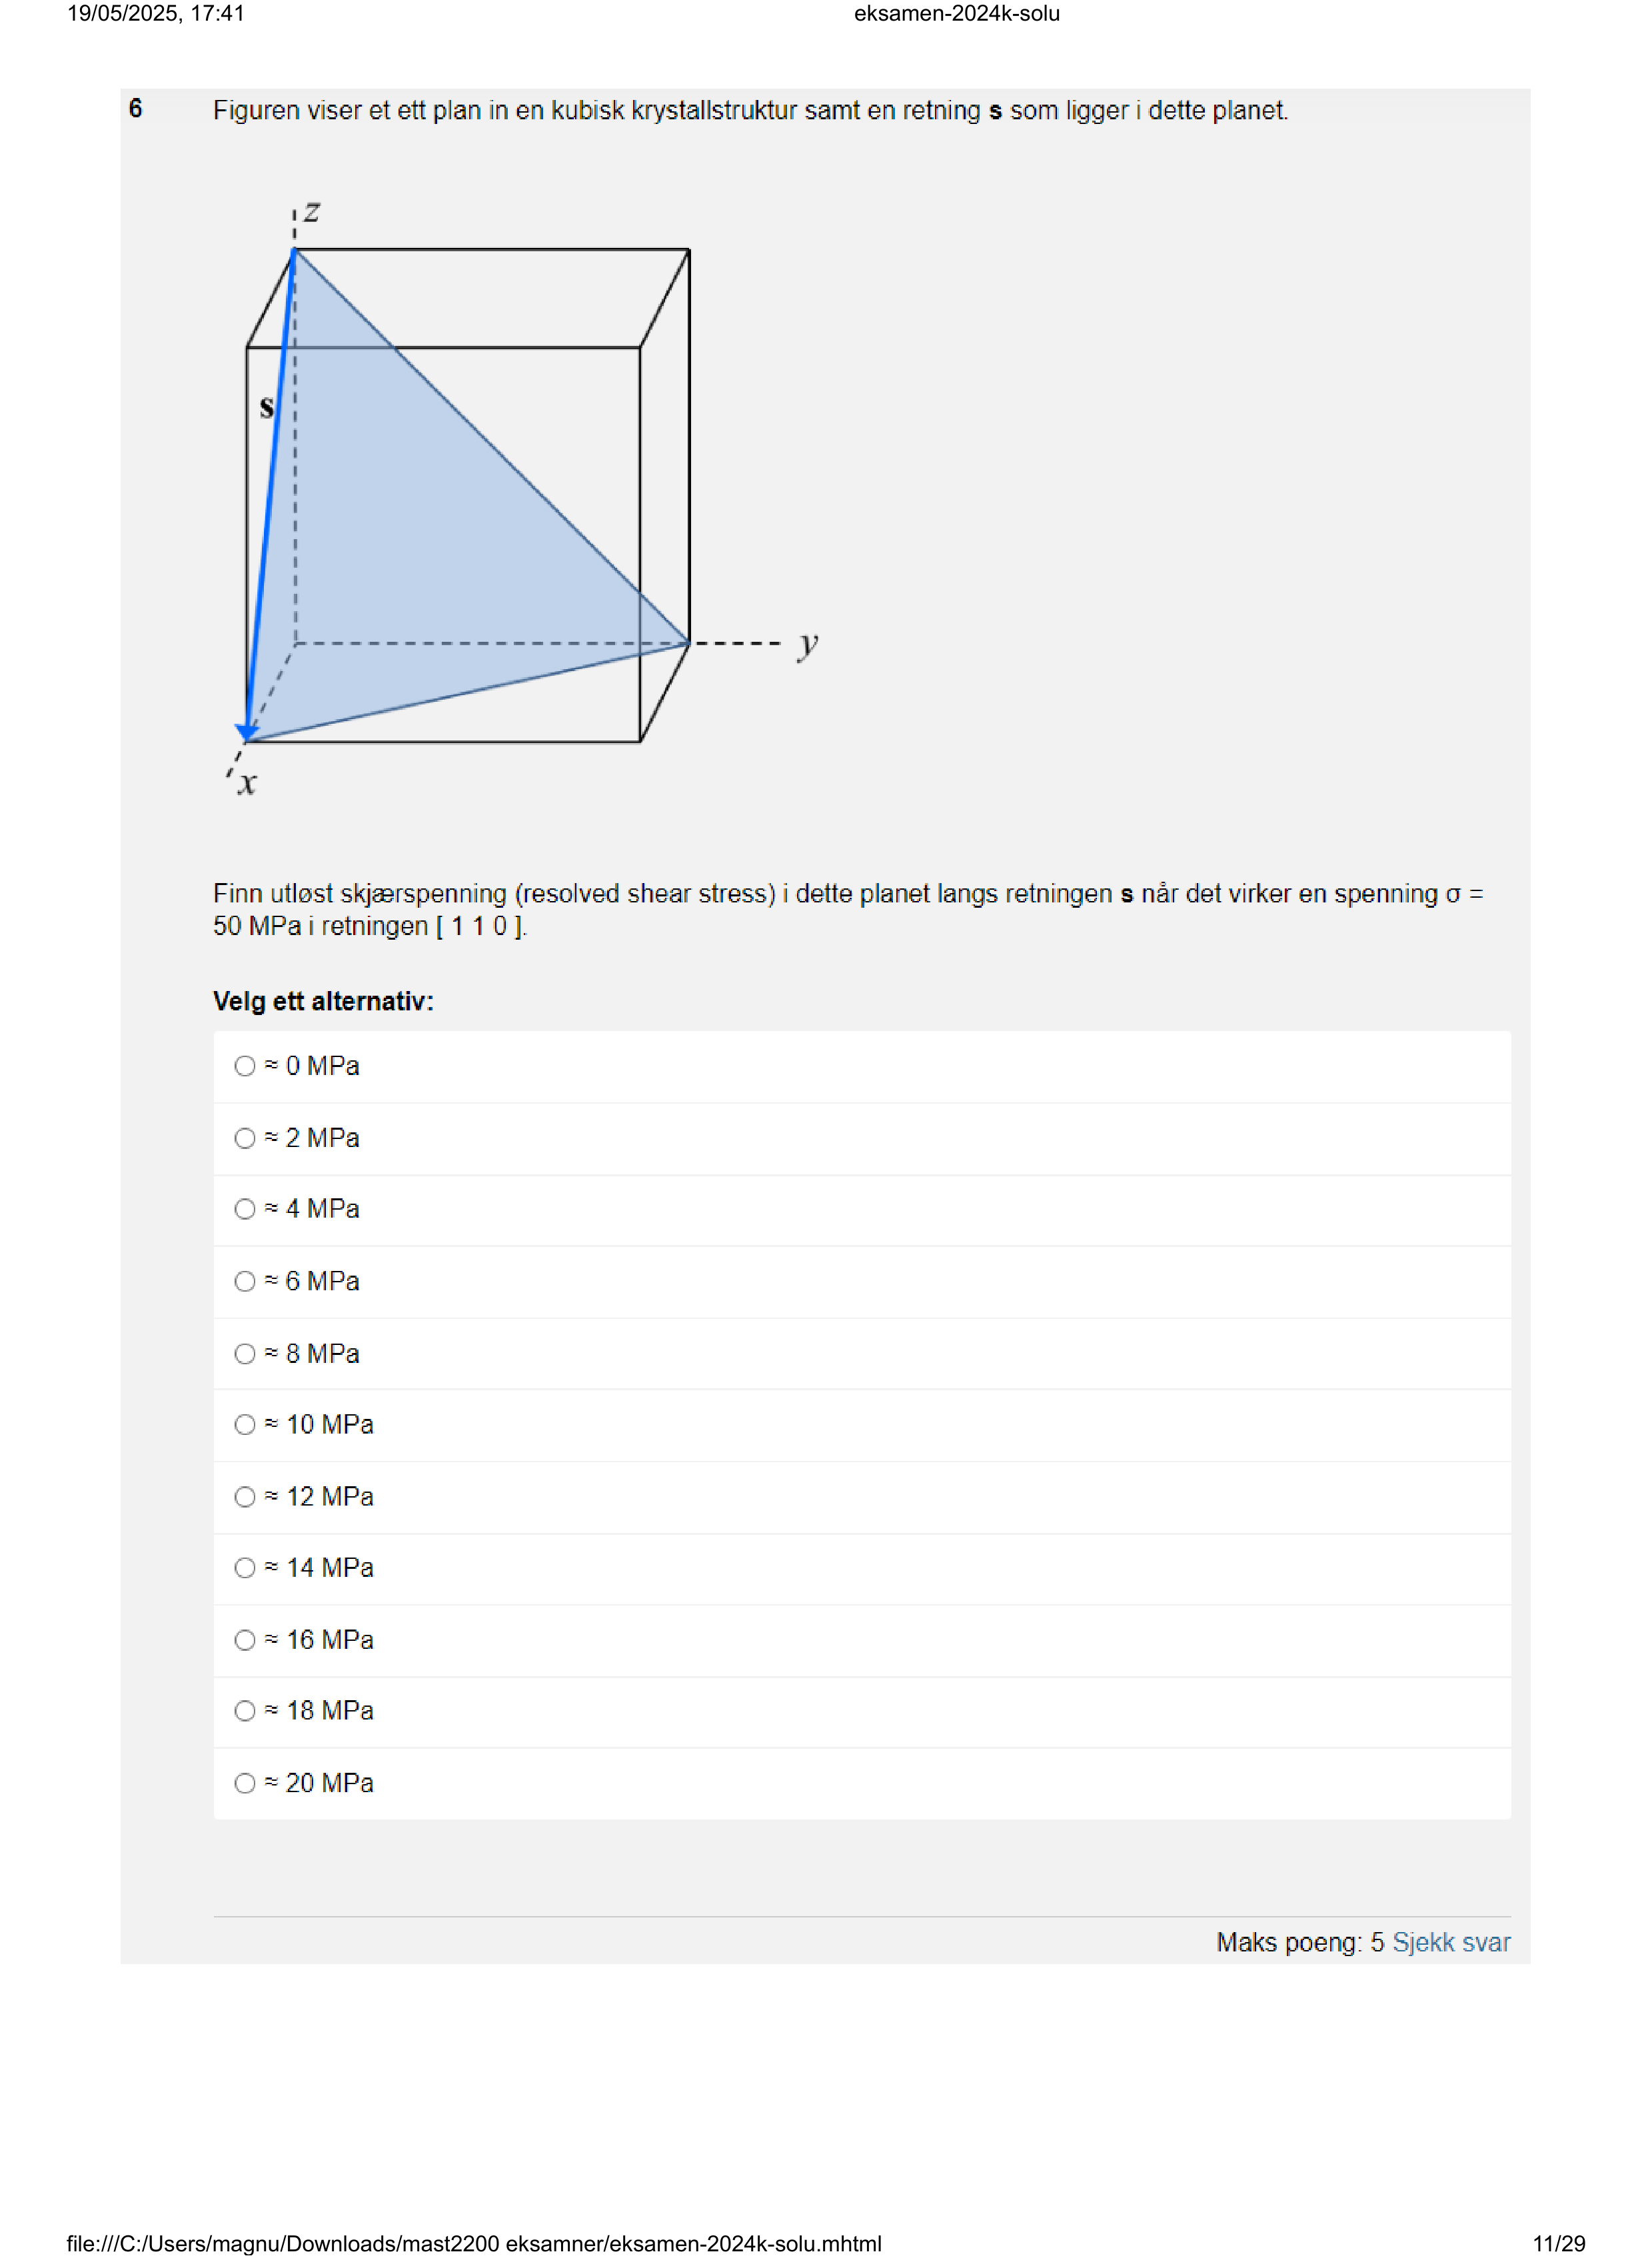 19/05/2025, 17:41 eksamen-2024k-solu
6 Figuren viser et ett plan in en kubisk krystallstruktur samt en retning s som ligger i dette planet.
z
s
y
x
Finn utløst skjærspenning (resolved shear stress) i dette planet langs retningen s når det virker en spenning σ =
50 MPa i retningen [ 1 1 0 ].
Velg ett alternativ:
≈ 0 MPa
≈ 2 MPa
≈ 4 MPa
≈ 6 MPa
≈ 8 MPa
≈ 10 MPa
≈ 12 MPa
≈ 14 MPa
≈ 16 MPa
≈ 18 MPa
≈ 20 MPa
Maks poeng: 5 Sjekk svar
file:///C:/Users/magnu/Downloads/mast2200 eksamner/eksamen-2024k-solu.mhtml 11/29